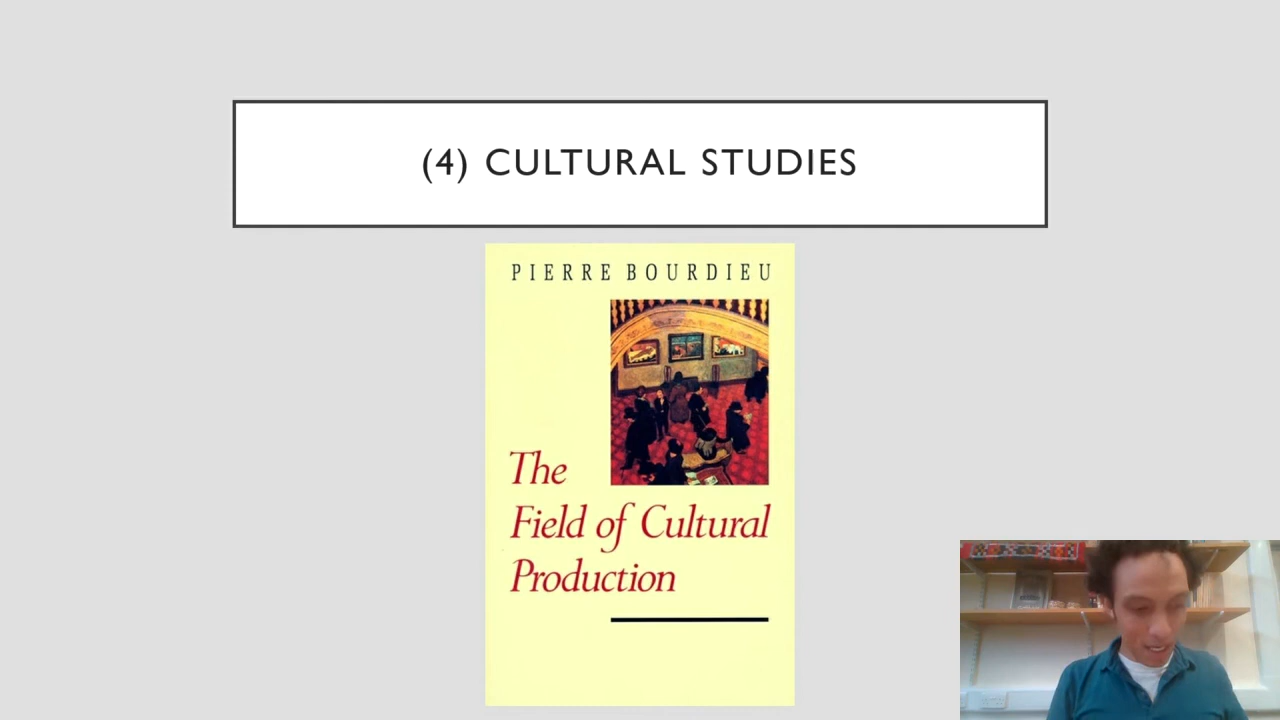 (4) CULTURAL STUDIES
PIERRE BOURDIEU
The
Field of Cultural
Production